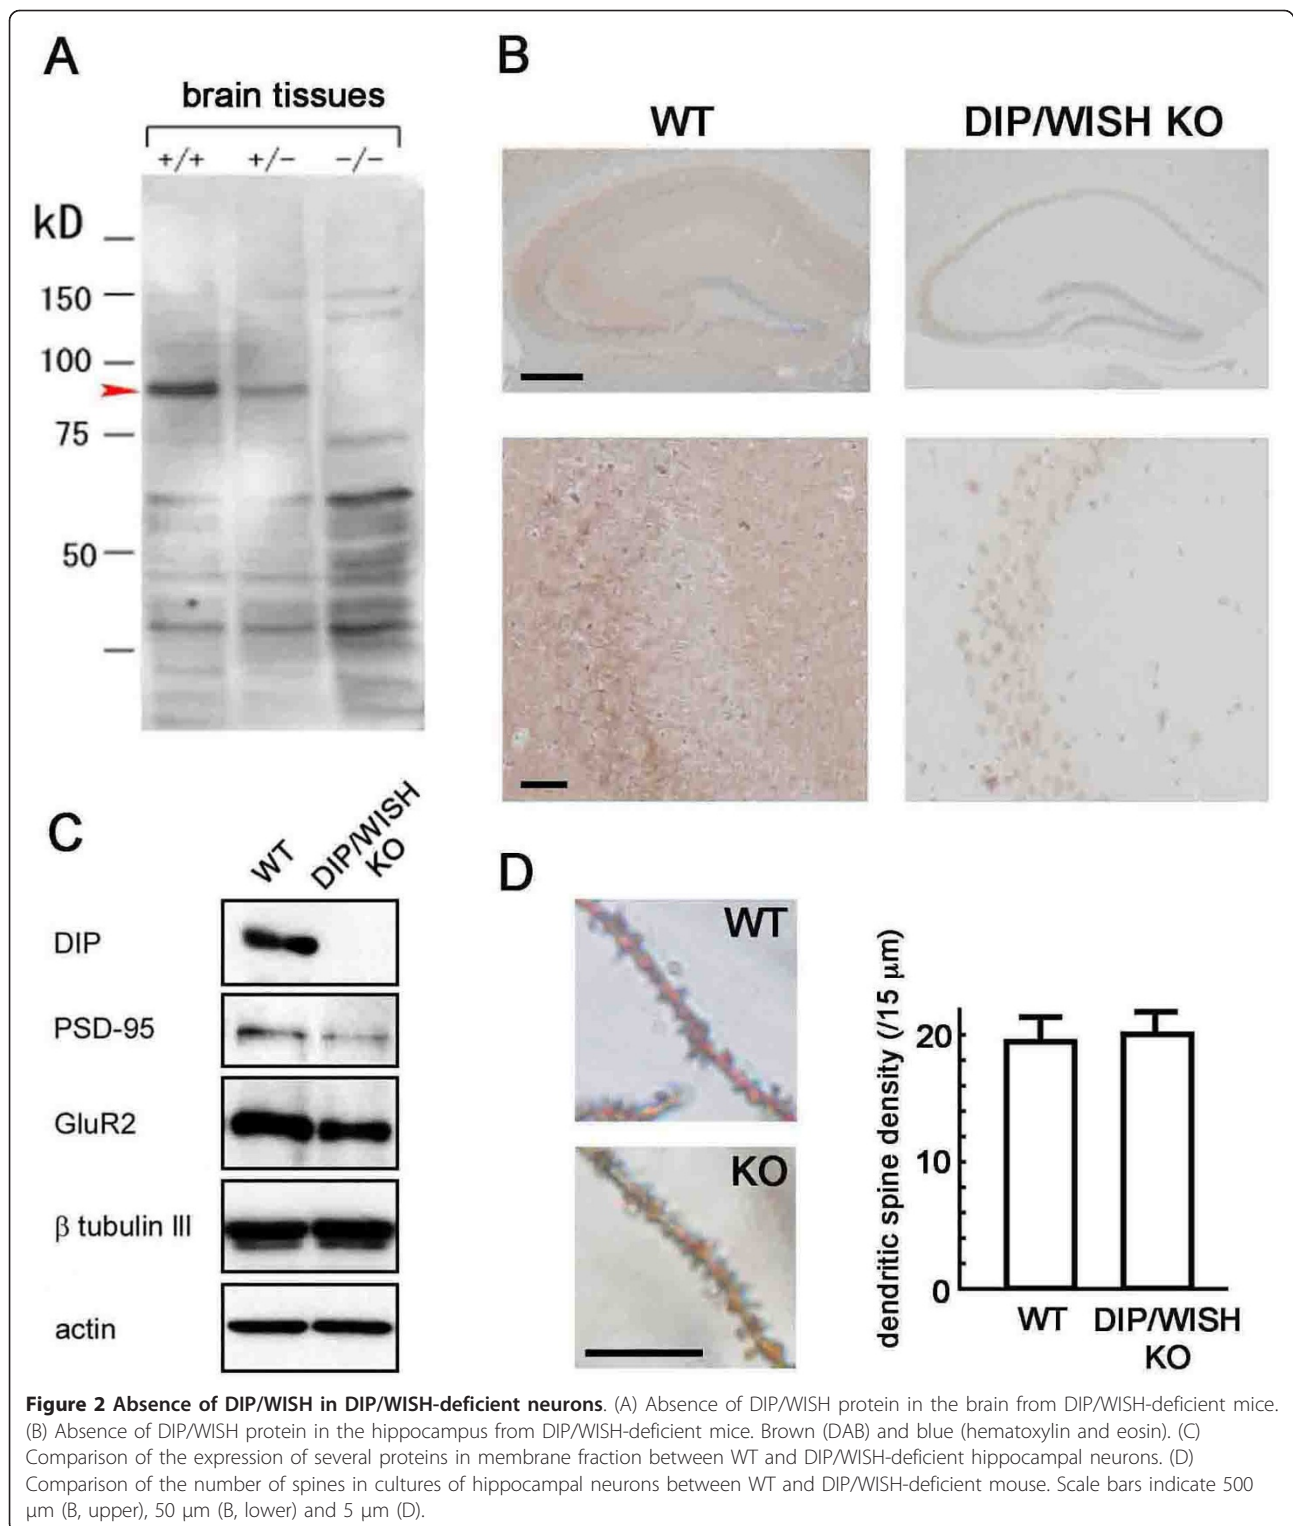 A
brain tissues
+/+ +/− −/−
kD
150
100
75
50
B
WT DIP/WISH KO
C
WT DIP/WISH
KO
DIP
PSD-95
GluR2
β tubulin III
actin
D
WT
KO
dendritic spine density (/15 μm)
20
10
0
WT DIP/WISH
KO
Figure 2 Absence of DIP/WISH in DIP/WISH-deficient neurons. (A) Absence of DIP/WISH protein in the brain from DIP/WISH-deficient mice.
(B) Absence of DIP/WISH protein in the hippocampus from DIP/WISH-deficient mice. Brown (DAB) and blue (hematoxylin and eosin). (C)
Comparison of the expression of several proteins in membrane fraction between WT and DIP/WISH-deficient hippocampal neurons. (D)
Comparison of the number of spines in cultures of hippocampal neurons between WT and DIP/WISH-deficient mouse. Scale bars indicate 500
μm (B, upper), 50 μm (B, lower) and 5 μm (D).